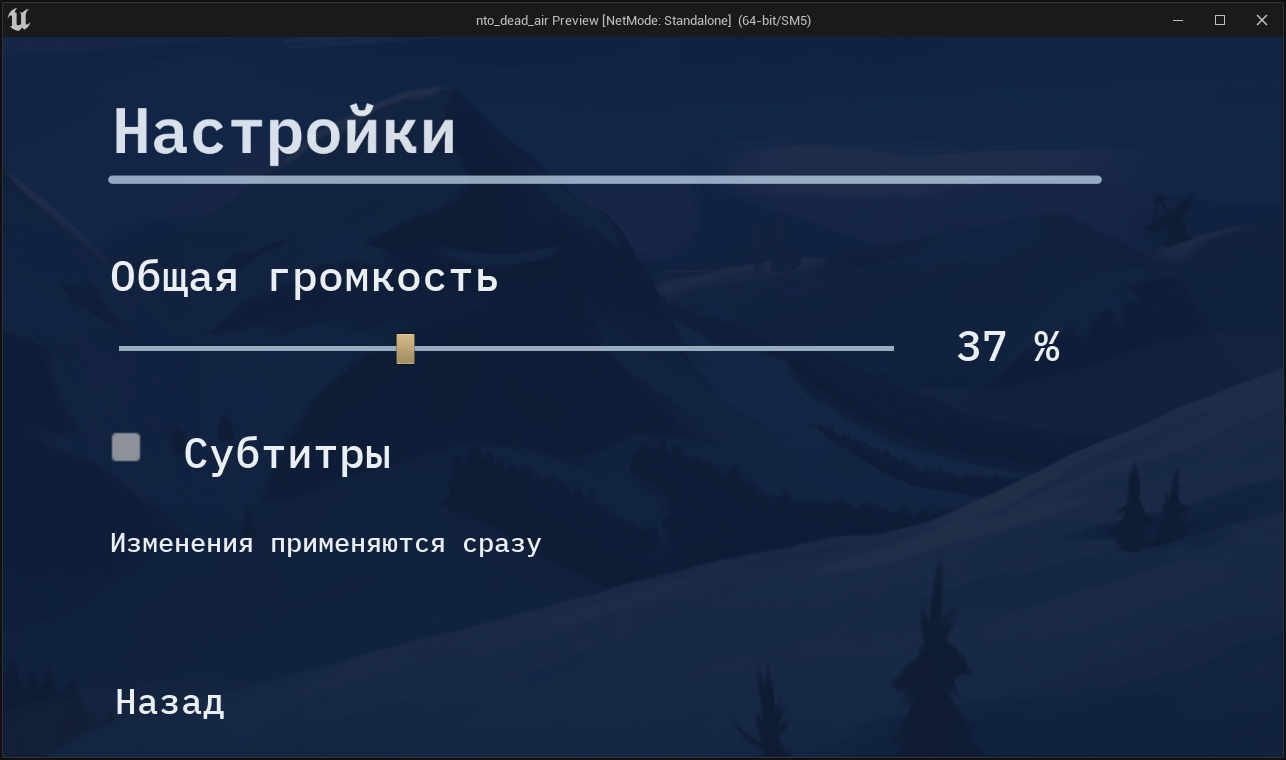 nto_dead_air Preview [NetMode: Standalone] (64-bit/SM5)
Настройки
Общая громкость
37 %
Субтитры
Изменения применяются сразу
Назад